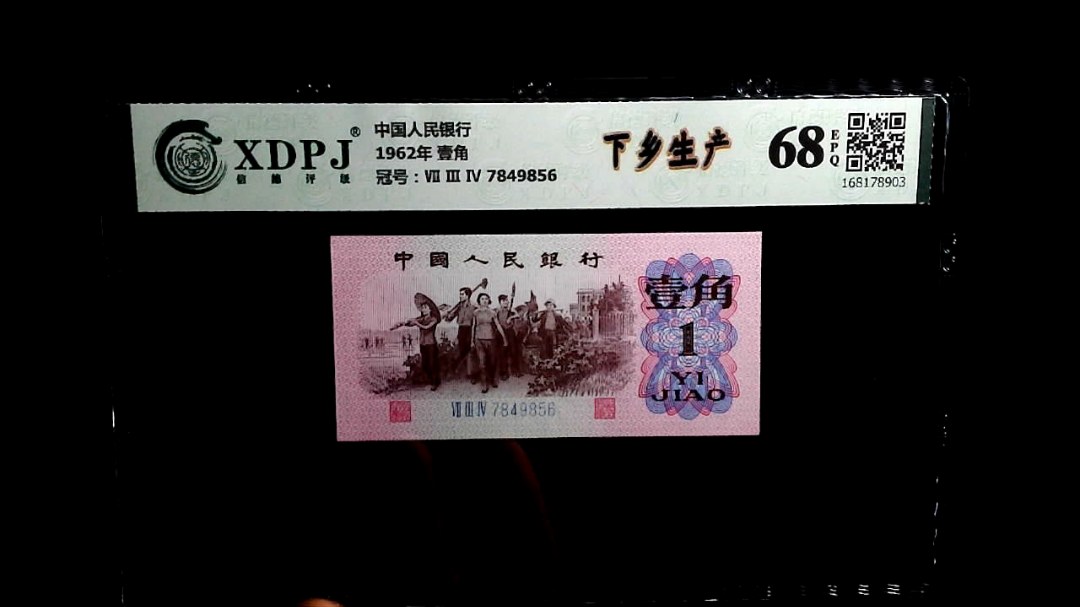 XDPJ®
信德评级
中国人民银行
1962年 壹角
冠号：Ⅶ Ⅲ Ⅳ 7849856
下乡生产
68
EPQ
168178903
中國人民銀行
壹角
1
YI
JIAO
Ⅶ Ⅲ Ⅳ 7849856